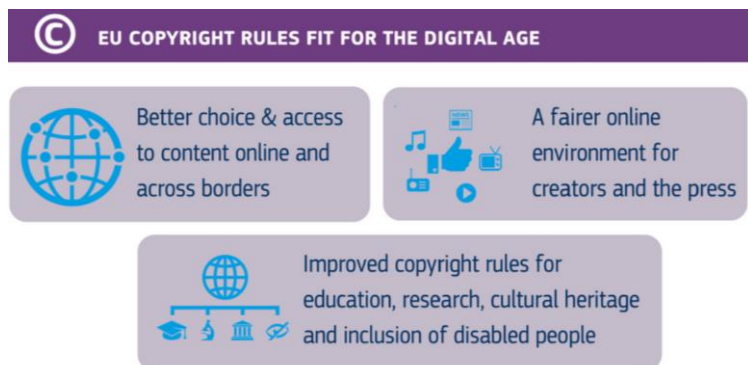 © EU COPYRIGHT RULES FIT FOR THE DIGITAL AGE
Better choice & access
to content online and
across borders
NEWS
A fairer online
environment for
creators and the press
Improved copyright rules for
education, research, cultural heritage
and inclusion of disabled people